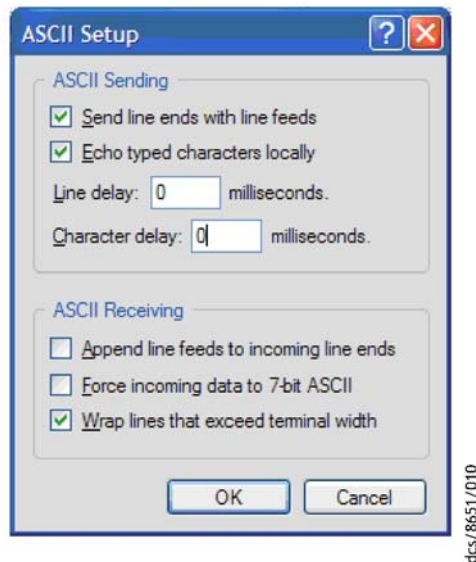 ASCII Setup
ASCII Sending
Send line ends with line feeds
Echo typed characters locally
Line delay: 0 milliseconds.
Character delay: 0 milliseconds.
ASCII Receiving
Append line feeds to incoming line ends
Force incoming data to 7-bit ASCII
Wrap lines that exceed terminal width
OK Cancel
dcs/8651/010